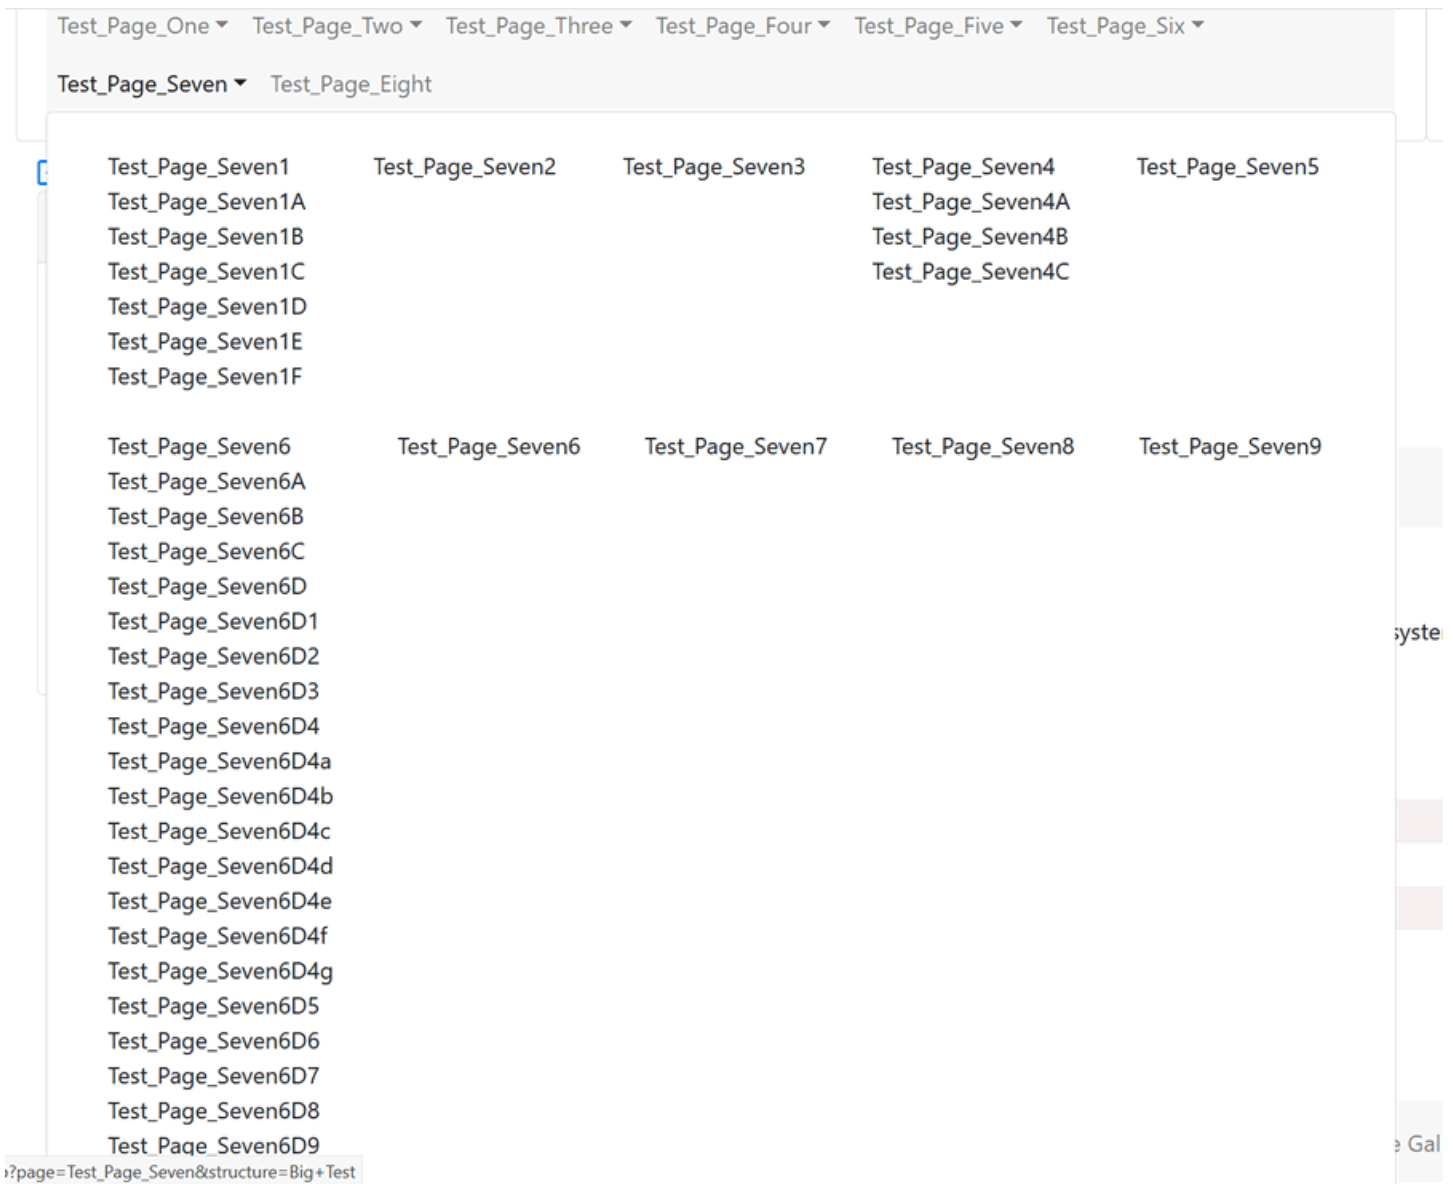 Test_Page_One Test_Page_Two Test_Page_Three Test_Page_Four Test_Page_Five Test_Page_Six
Test_Page_Seven Test_Page_Eight
Test_Page_Seven1 Test_Page_Seven2 Test_Page_Seven3 Test_Page_Seven4 Test_Page_Seven5
Test_Page_Seven1A Test_Page_Seven4A
Test_Page_Seven1B Test_Page_Seven4B
Test_Page_Seven1C Test_Page_Seven4C
Test_Page_Seven1D
Test_Page_Seven1E
Test_Page_Seven1F
Test_Page_Seven6 Test_Page_Seven6 Test_Page_Seven7 Test_Page_Seven8 Test_Page_Seven9
Test_Page_Seven6A
Test_Page_Seven6B
Test_Page_Seven6C
Test_Page_Seven6D
Test_Page_Seven6D1
Test_Page_Seven6D2
Test_Page_Seven6D3
Test_Page_Seven6D4
Test_Page_Seven6D4a
Test_Page_Seven6D4b
Test_Page_Seven6D4c
Test_Page_Seven6D4d
Test_Page_Seven6D4e
Test_Page_Seven6D4f
Test_Page_Seven6D4g
Test_Page_Seven6D5
Test_Page_Seven6D6
Test_Page_Seven6D7
Test_Page_Seven6D8
Test_Page_Seven6D9
?page=Test_Page_Seven&structure=Big+Test